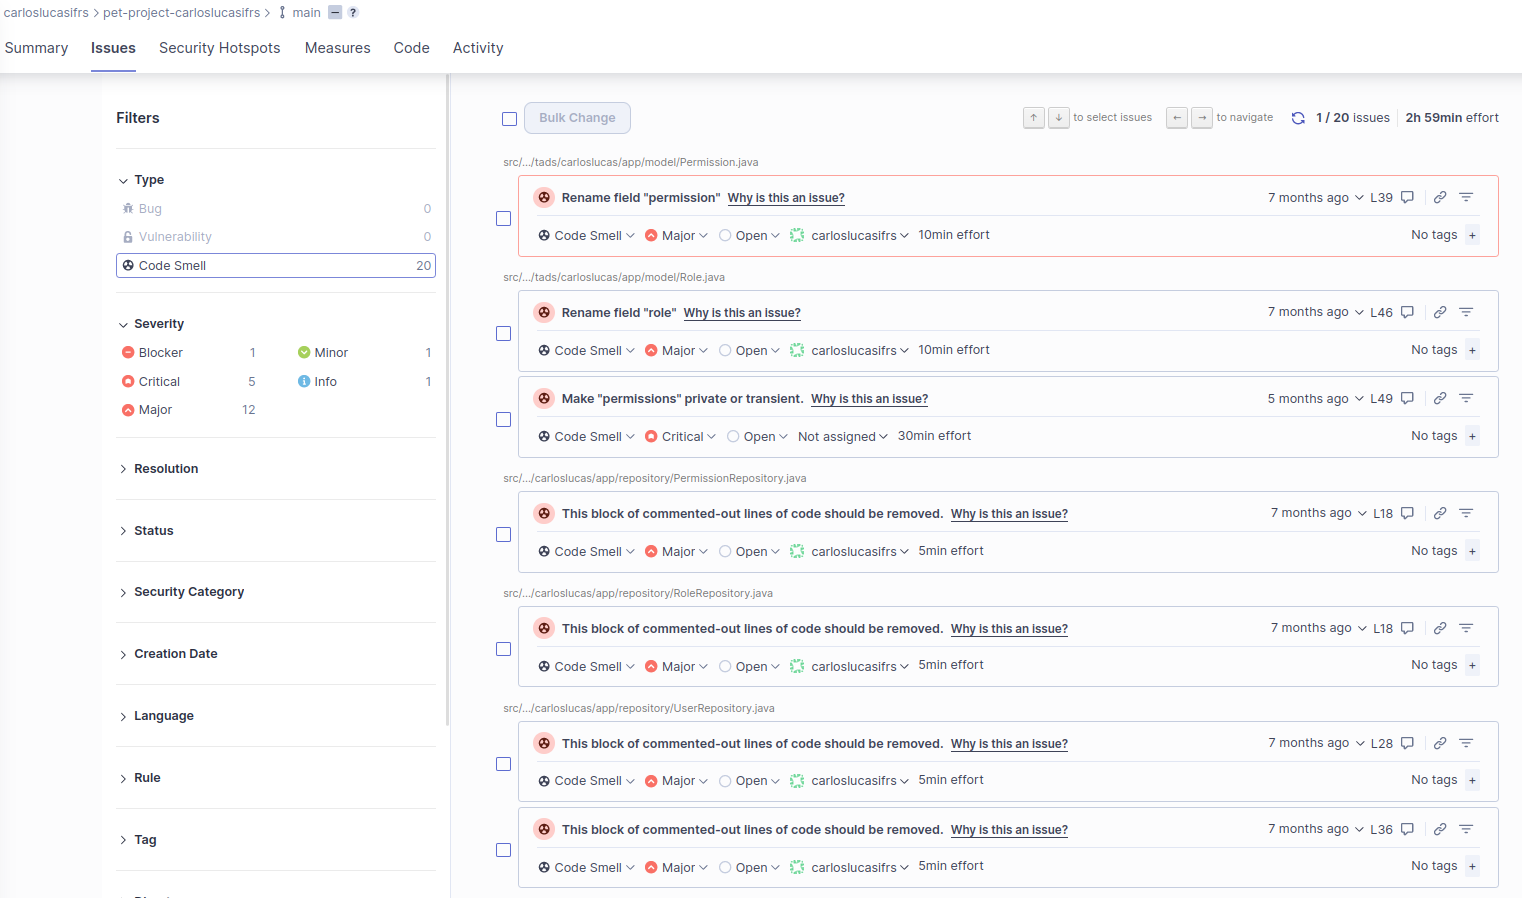 carloslucasifrs > pet-project-carloslucasifrs > main ?
Summary Issues Security Hotspots Measures Code Activity
Filters
Type
Bug 0
Vulnerability 0
Code Smell 20
Severity
Blocker 1 Minor 1
Critical 5 Info 1
Major 12
Resolution
Status
Security Category
Creation Date
Language
Rule
Tag
Bulk Change ↑ ↓ to select issues ← → to navigate 1 / 20 issues 2h 59min effort
src/.../tads/carloslucas/app/model/Permission.java
Rename field "permission" Why is this an issue? 7 months ago L39
Code Smell Major Open carloslucasifrs 10min effort No tags +
src/.../tads/carloslucas/app/model/Role.java
Rename field "role" Why is this an issue? 7 months ago L46
Code Smell Major Open carloslucasifrs 10min effort No tags +
Make "permissions" private or transient. Why is this an issue? 5 months ago L49
Code Smell Critical Open Not assigned 30min effort No tags +
src/.../carloslucas/app/repository/PermissionRepository.java
This block of commented-out lines of code should be removed. Why is this an issue? 7 months ago L18
Code Smell Major Open carloslucasifrs 5min effort No tags +
src/.../carloslucas/app/repository/RoleRepository.java
This block of commented-out lines of code should be removed. Why is this an issue? 7 months ago L18
Code Smell Major Open carloslucasifrs 5min effort No tags +
src/.../carloslucas/app/repository/UserRepository.java
This block of commented-out lines of code should be removed. Why is this an issue? 7 months ago L28
Code Smell Major Open carloslucasifrs 5min effort No tags +
This block of commented-out lines of code should be removed. Why is this an issue? 7 months ago L36
Code Smell Major Open carloslucasifrs 5min effort No tags +